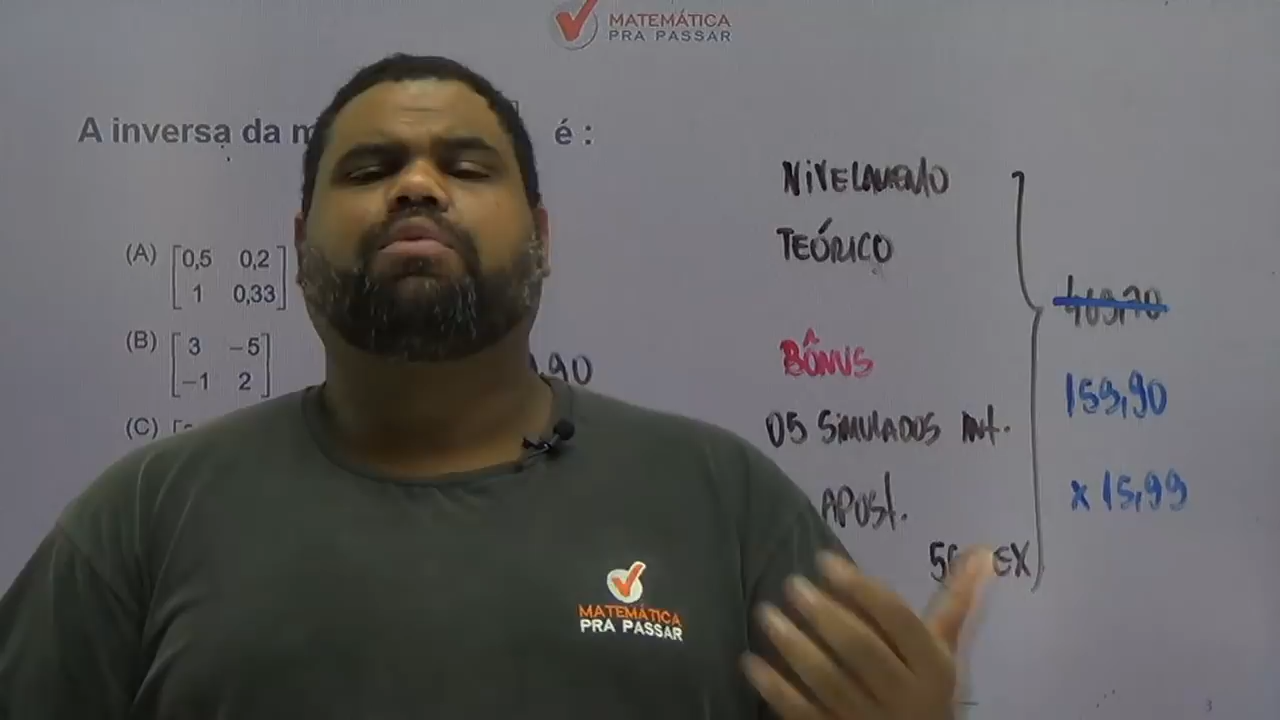 MATEMÁTICA
PRA PASSAR
A inversa da é :
(A) 0,5 0,2
1 0,33
(B) 3 -5
-1 2
(C)
,90
NIVELAMENTO
TEÓRICO
BÔNUS
05 SIMULADOS
APOST.
EX
159,90
x 15,99
MATEMÁTICA
PRA PASSAR